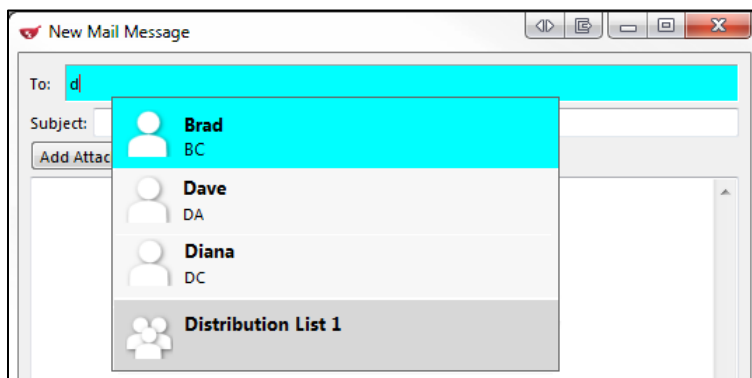 New Mail Message
To: d
Subject:
Brad
BC
Add Attac
Dave
DA
Diana
DC
Distribution List 1